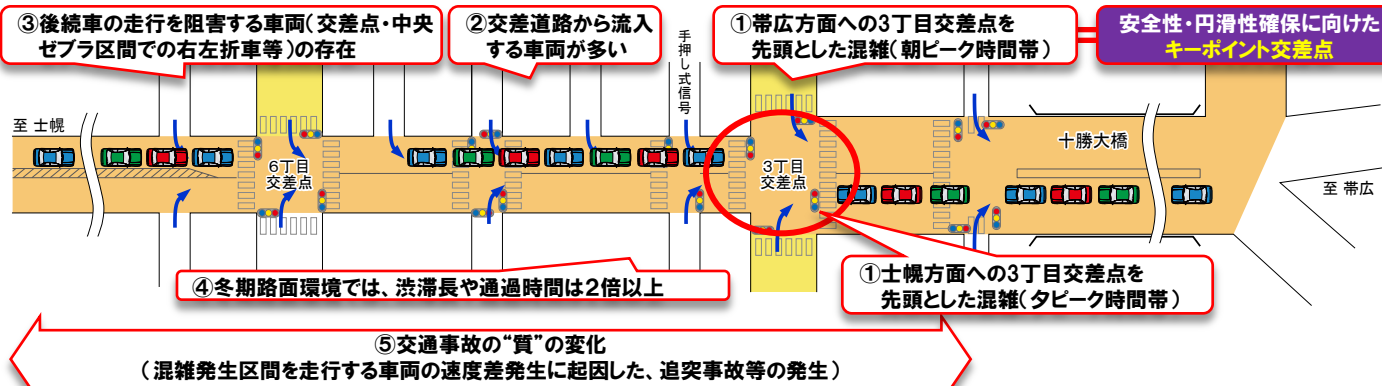 ③後続車の走行を阻害する車両(交差点・中央
ゼブラ区間での右左折車等)の存在
②交差道路から流入
する車両が多い
①帯広方面への3丁目交差点を
先頭とした混雑(朝ピーク時間帯)
安全性・円滑性確保に向けた
キーポイント交差点
手押し式信号
至 士幌
6丁目
交差点
3丁目
交差点
十勝大橋
至 帯広
④冬期路面環境では、渋滞長や通過時間は2倍以上
①士幌方面への3丁目交差点を
先頭とした混雑(夕ピーク時間帯)
⑤交通事故の“質”の変化
(混雑発生区間を走行する車両の速度差発生に起因した、追突事故等の発生)